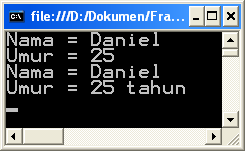 file:///D:/Dokumen/Fra...
Nama = Daniel
Umur = 25
Nama = Daniel
Umur = 25 tahun